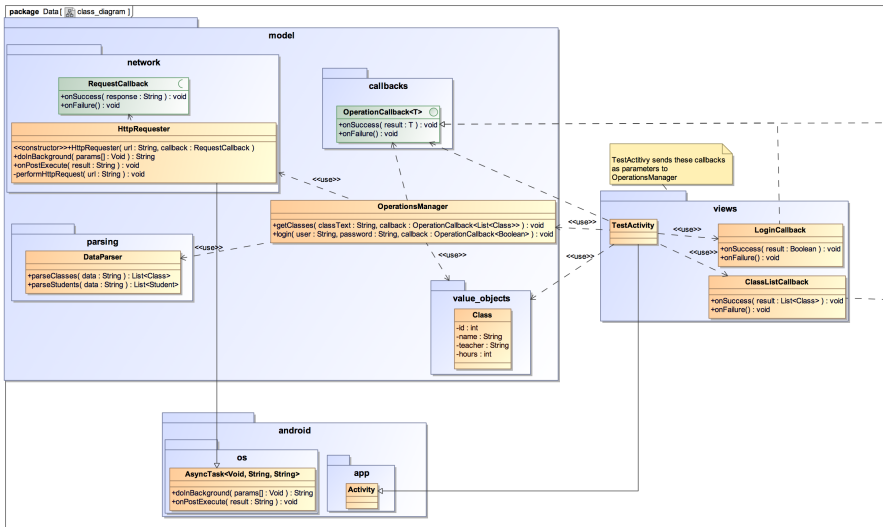 package Data [ class_diagram ]
model
network
RequestCallback
+onSuccess( response : String ) : void
+onFailure() : void
HttpRequester
<<constructor>>+HttpRequester( url : String, callback : RequestCallback )
+doInBackground( params[] : Void ) : String
+onPostExecute( result : String ) : void
-performHttpRequest( url : String ) : String
callbacks
OperationCallback<T>
+onSuccess( result : T ) : void
+onFailure() : void
<<use>>
OperationsManager
+getClasses( classText : String, callback : OperationCallback<List<Class>> ) : void
+login( user : String, password : String, callback : OperationCallback<Boolean> ) : void
<<use>>
<<use>>
<<use>>
<<use>>
parsing
DataParser
+parseClasses( data : String ) : List<Class>
+parseStudents( data : String ) : List<Student>
value_objects
Class
-id : int
-name : String
-teacher : String
-hours : int
TestActitivy sends these callbacks
as parameters to
OperationsManager
views
TestActivity
<<use>>
<<use>>
LoginCallback
+onSuccess( result : Boolean ) : void
+onFailure() : void
ClassListCallback
+onSuccess( result : List<Class> ) : void
+onFailure() : void
android
os
AsyncTask<Void, String, String>
+doInBackground( params[] : Void ) : String
+onPostExecute( result : String ) : void
app
Activity